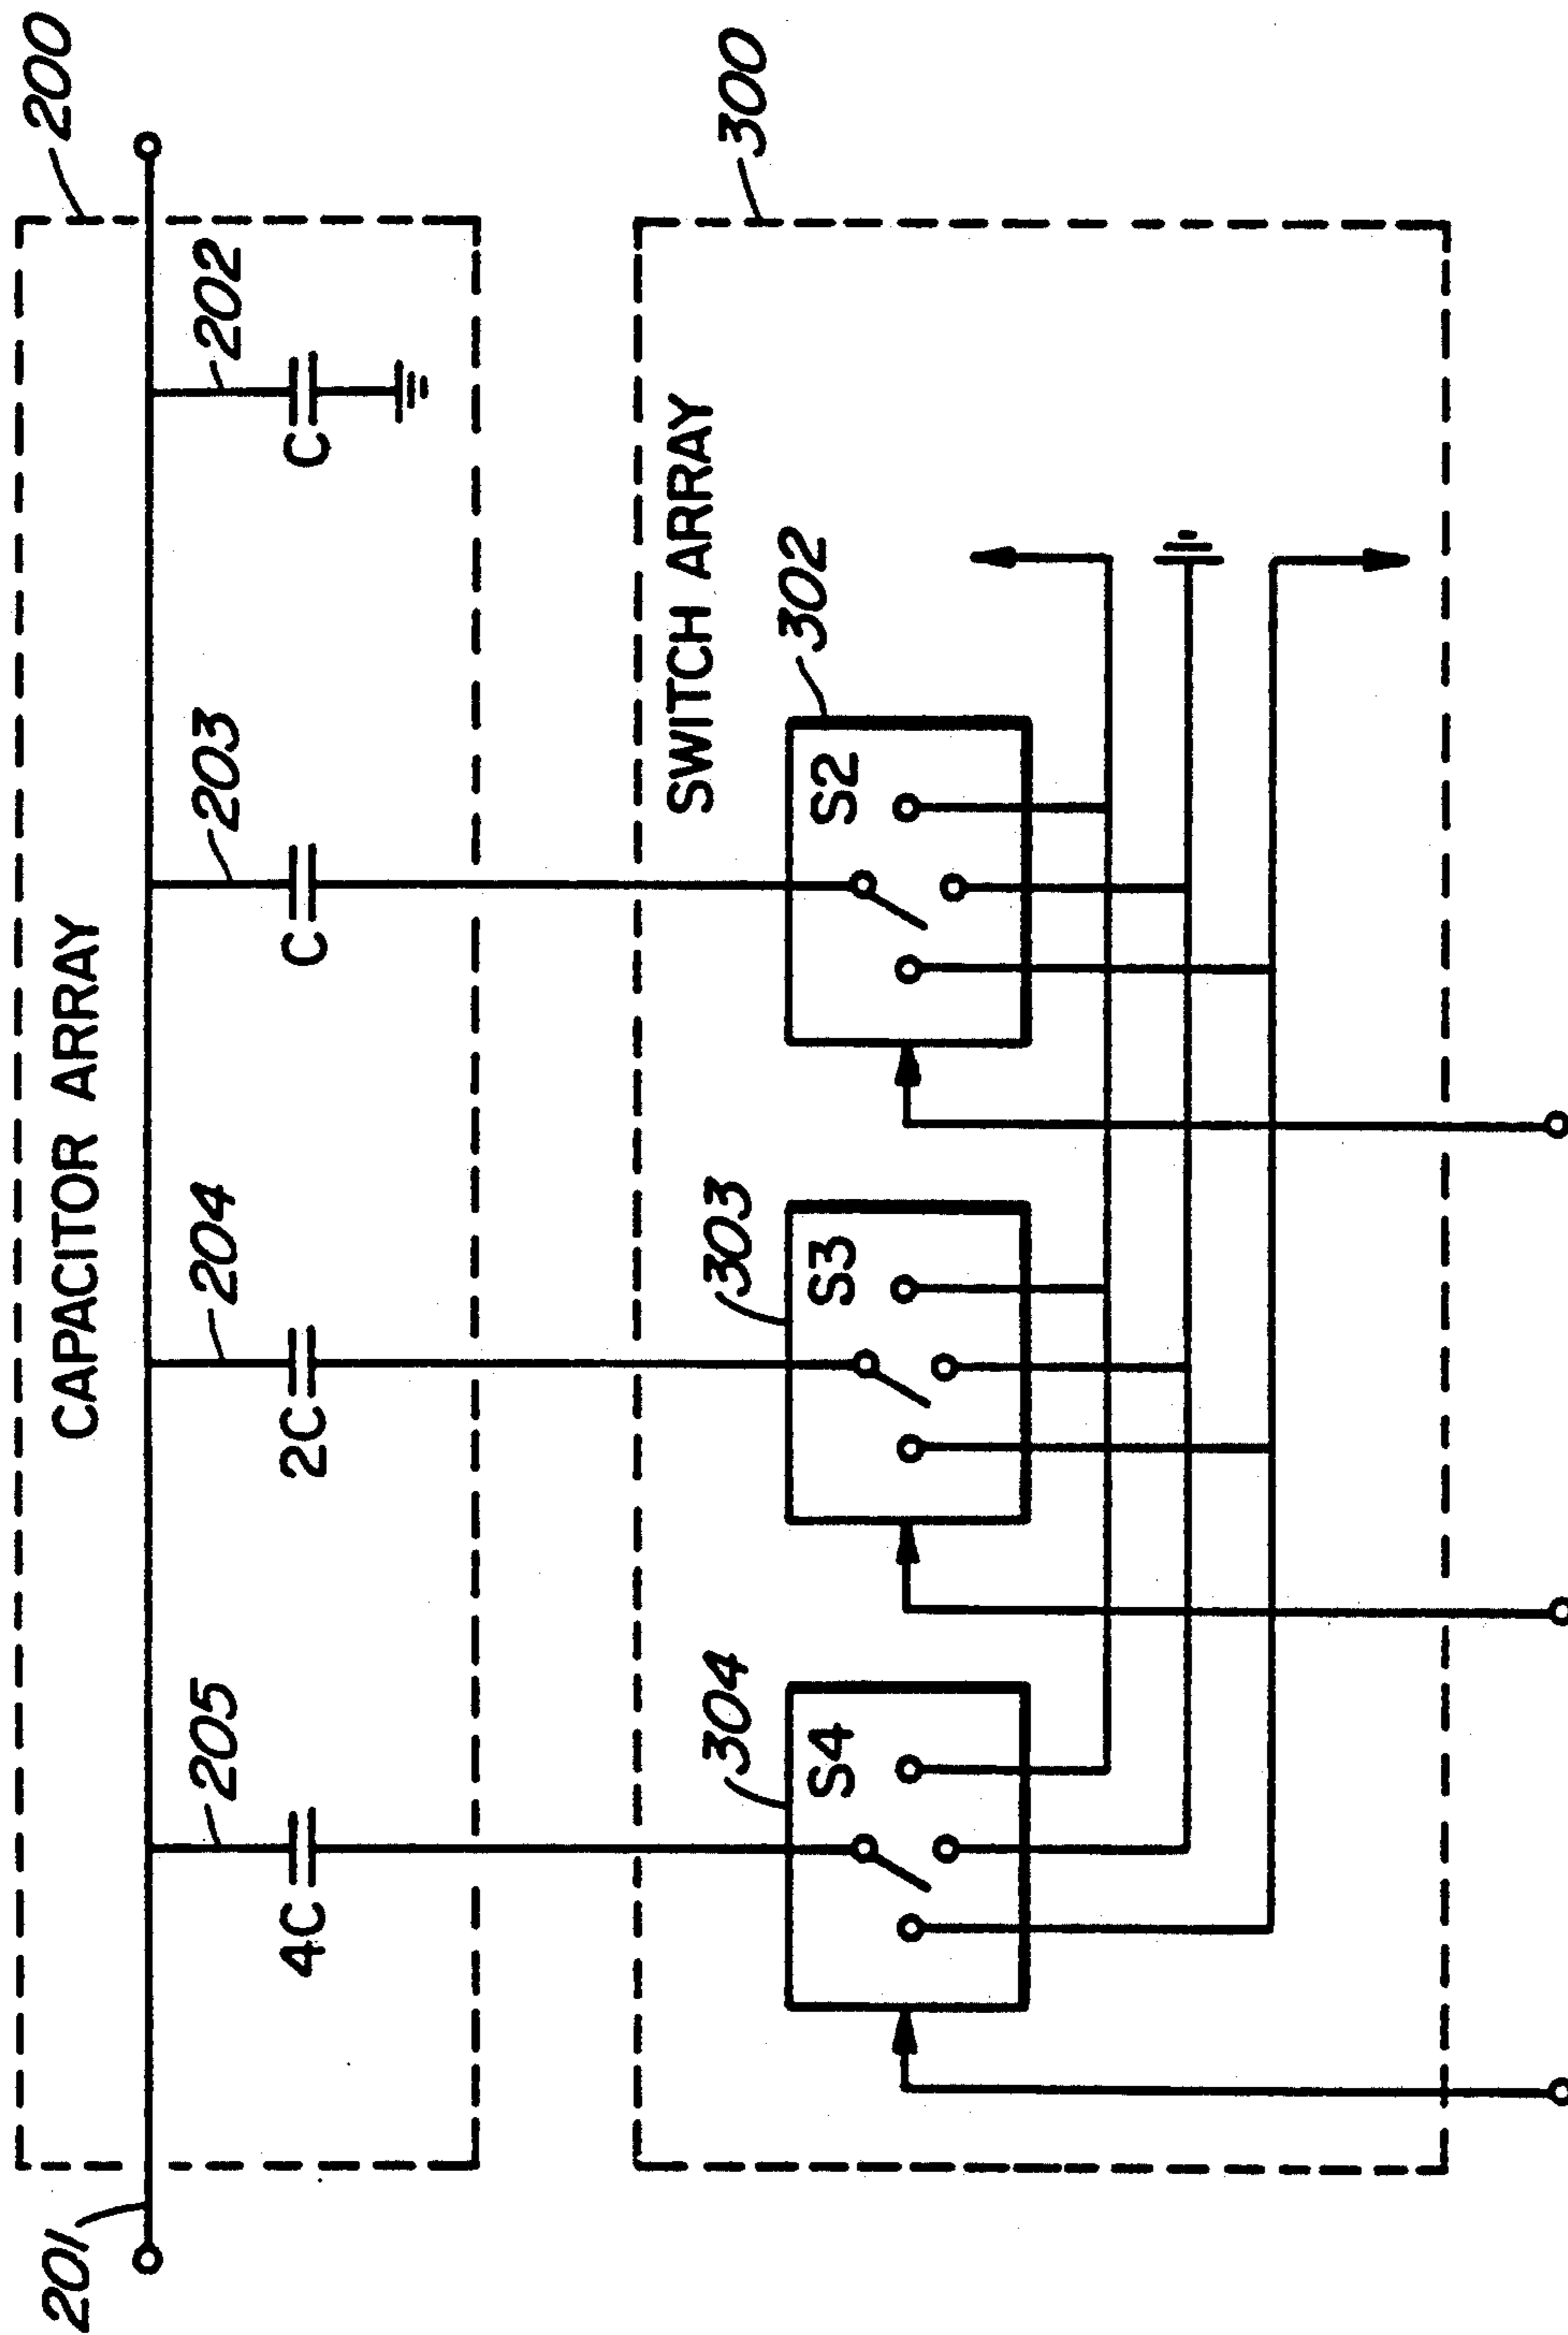 200
CAPACITOR ARRAY
201
205
204
203
202
4C
2C
C
C
300
SWITCH ARRAY
304
303
302
S4
S3
S2